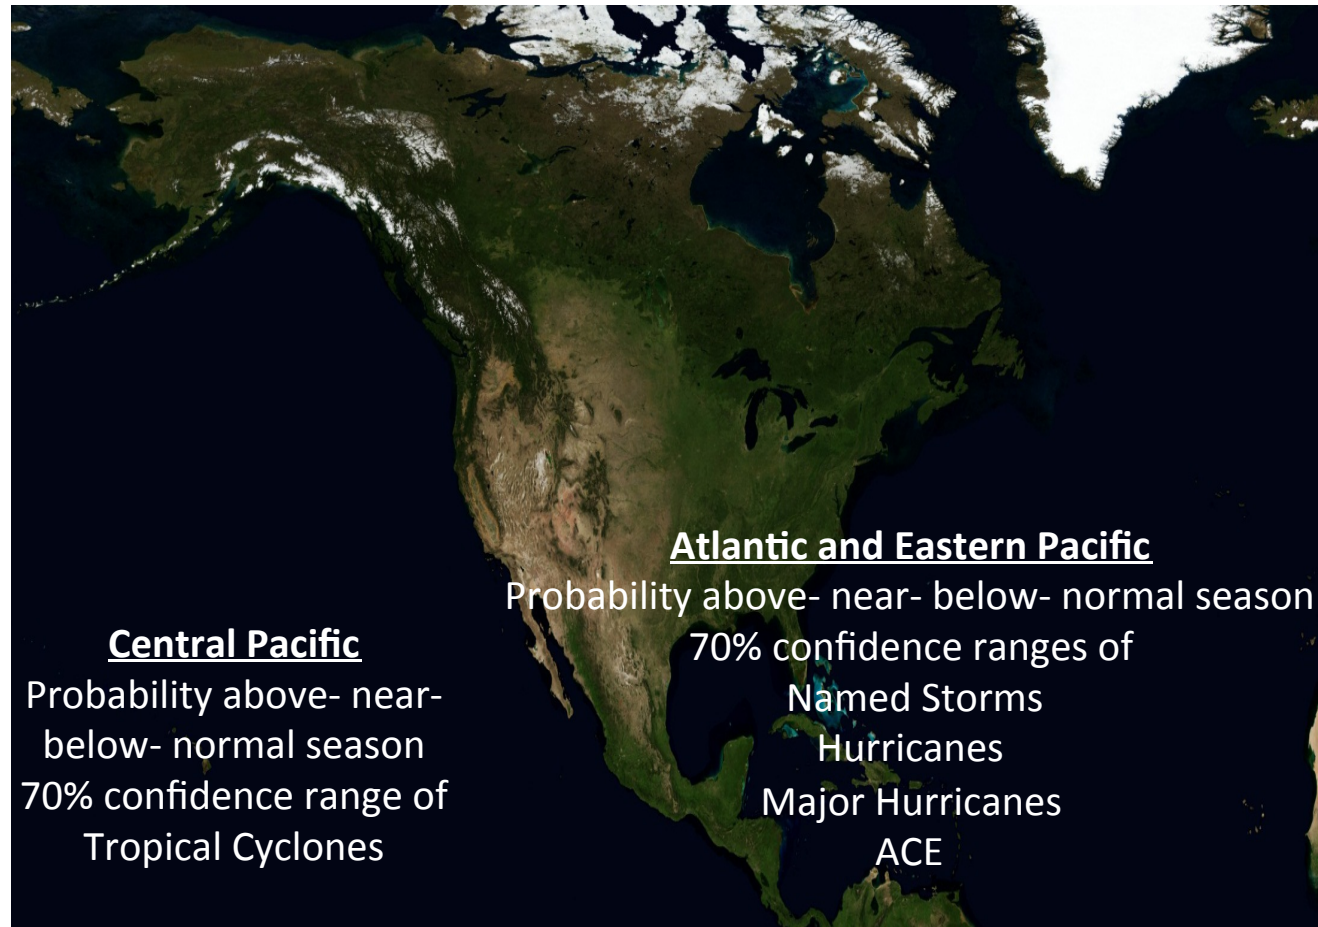 Atlantic and Eastern Pacific
Probability above- near- below- normal season
70% confidence ranges of
Named Storms
Hurricanes
Major Hurricanes
ACE
Central Pacific
Probability above- near-
below- normal season
70% confidence range of
Tropical Cyclones